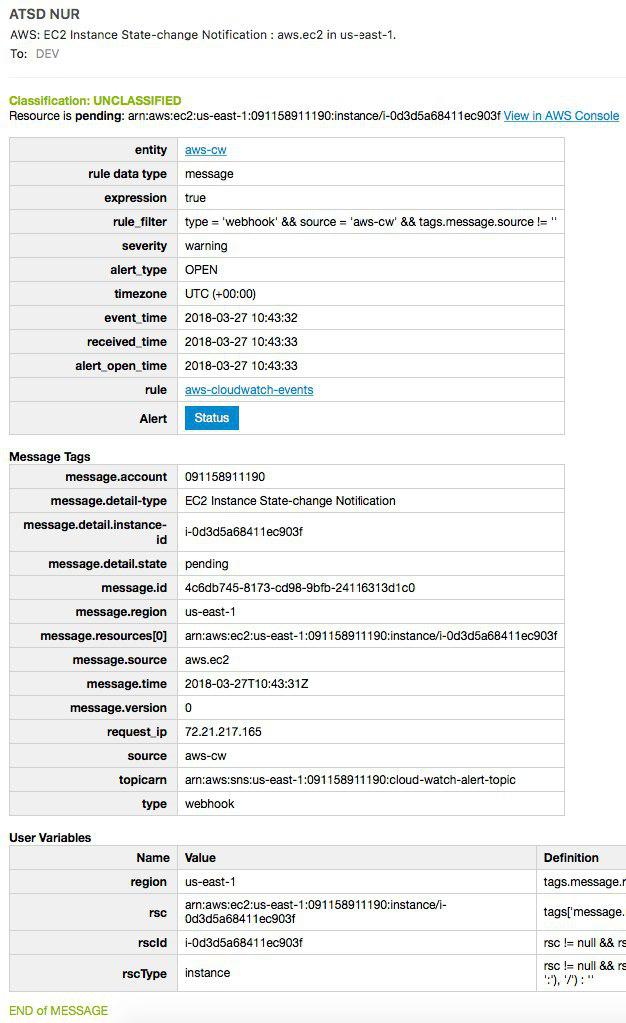 ATSD NUR
AWS: EC2 Instance State-change Notification : aws.ec2 in us-east-1.
To: DEV
Classification: UNCLASSIFIED
Resource is pending: arn:aws:ec2:us-east-1:091158911190:instance/i-0d3d5a68411ec903f View in AWS Console
entity aws-cw
rule data type message
expression true
rule_filter type = 'webhook' && source = 'aws-cw' && tags.message.source != ''
severity warning
alert_type OPEN
timezone UTC (+00:00)
event_time 2018-03-27 10:43:32
received_time 2018-03-27 10:43:33
alert_open_time 2018-03-27 10:43:33
rule aws-cloudwatch-events
Alert Status
Message Tags
message.account 091158911190
message.detail-type EC2 Instance State-change Notification
message.detail.instance-
id i-0d3d5a68411ec903f
message.detail.state pending
message.id 4c6db745-8173-cd98-9bfb-24116313d1c0
message.region us-east-1
message.resources[0] arn:aws:ec2:us-east-1:091158911190:instance/i-0d3d5a68411ec903f
message.source aws.ec2
message.time 2018-03-27T10:43:31Z
message.version 0
request_ip 72.21.217.165
source aws-cw
topicarn arn:aws:sns:us-east-1:091158911190:cloud-watch-alert-topic
type webhook
User Variables
Name Value Definition
region us-east-1 tags.message.r
rsc arn:aws:ec2:us-east-1:091158911190:instance/i-
0d3d5a68411ec903f tags['message.
rscId i-0d3d5a68411ec903f rsc != null && rs
rscType instance rsc != null && rs
':'), '/') : ''
END of MESSAGE